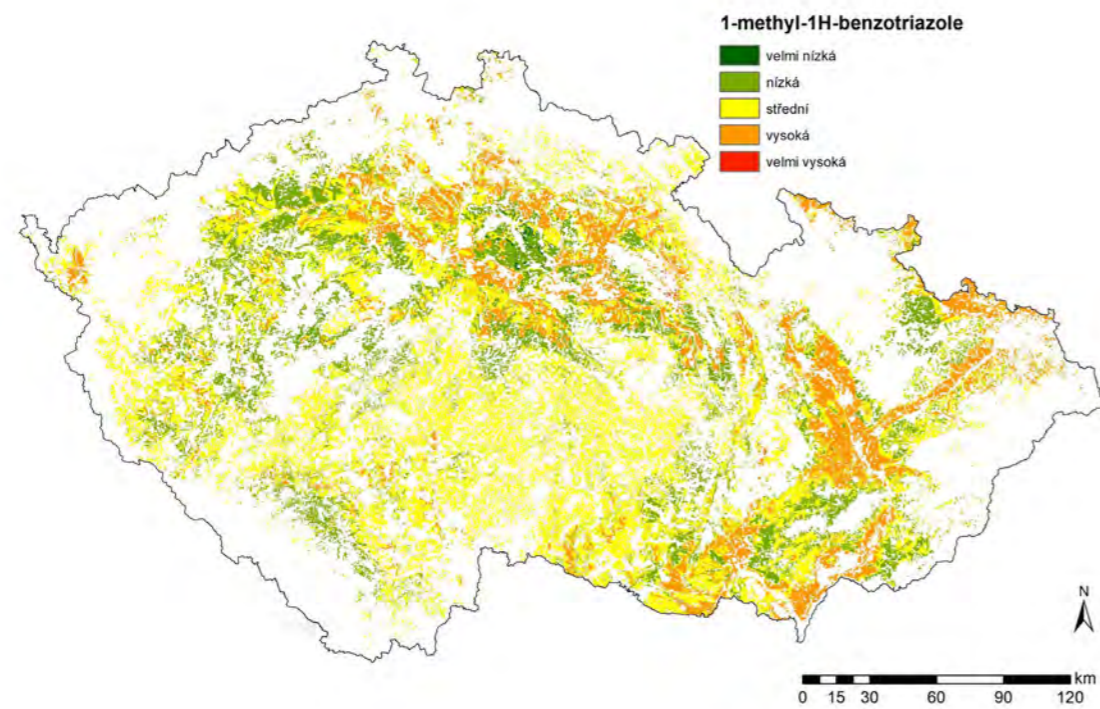 1-methyl-1H-benzotriazole
velmi nízká
nízká
střední
vysoká
velmi vysoká
N
km
0 15 30 60 90 120